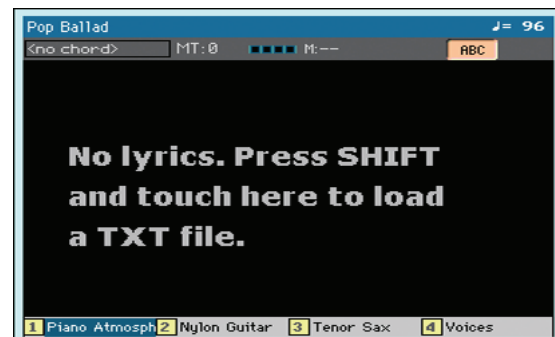 Pop Ballad ♩= 96
<no chord> MT:0 M:-- ABC
No lyrics. Press SHIFT
and touch here to load
a TXT file.
1 Piano Atmosph 2 Nylon Guitar 3 Tenor Sax 4 Voices